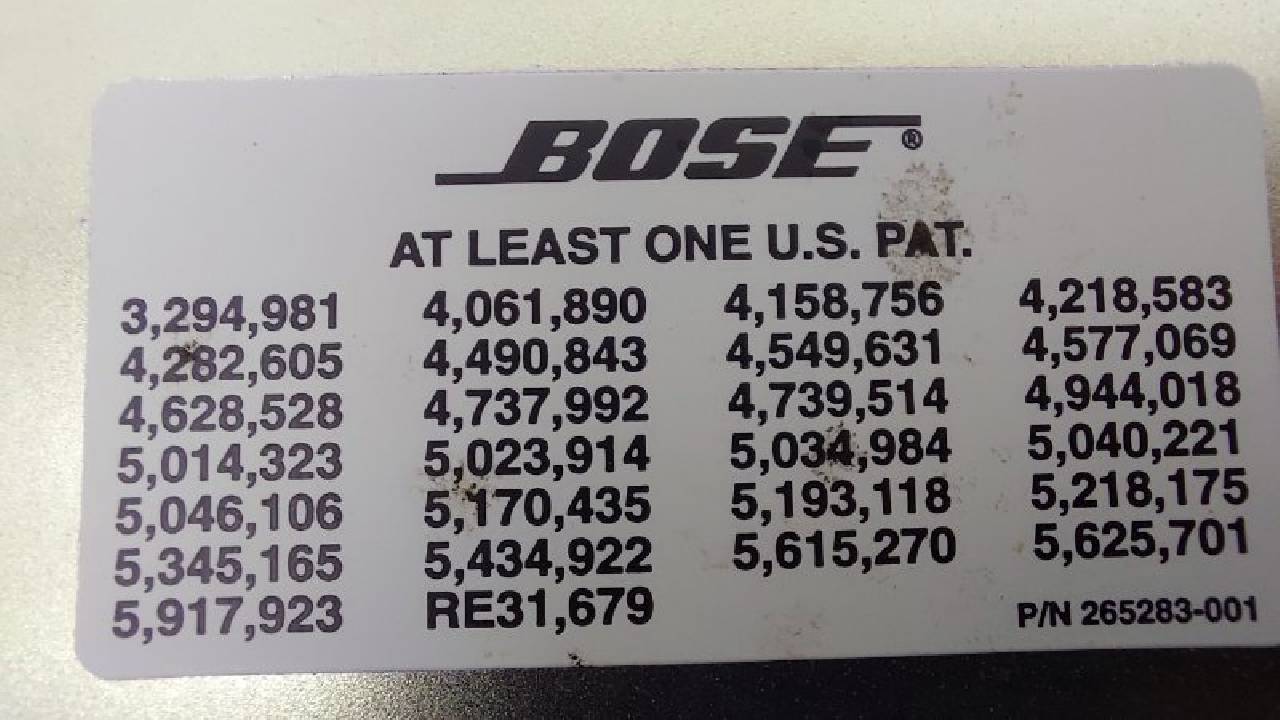 BOSE®
AT LEAST ONE U.S. PAT.
3,294,981 4,061,890 4,158,756 4,218,583
4,282,605 4,490,843 4,549,631 4,577,069
4,628,528 4,737,992 4,739,514 4,944,018
5,014,323 5,023,914 5,034,984 5,040,221
5,046,106 5,170,435 5,193,118 5,218,175
5,345,165 5,434,922 5,615,270 5,625,701
5,917,923 RE31,679 P/N 265283-001